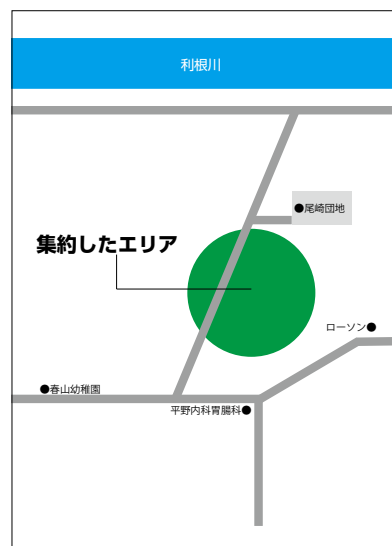 利根川
●尾崎団地
集約したエリア
ローソン●
●春山幼稚園
平野内科胃腸科●